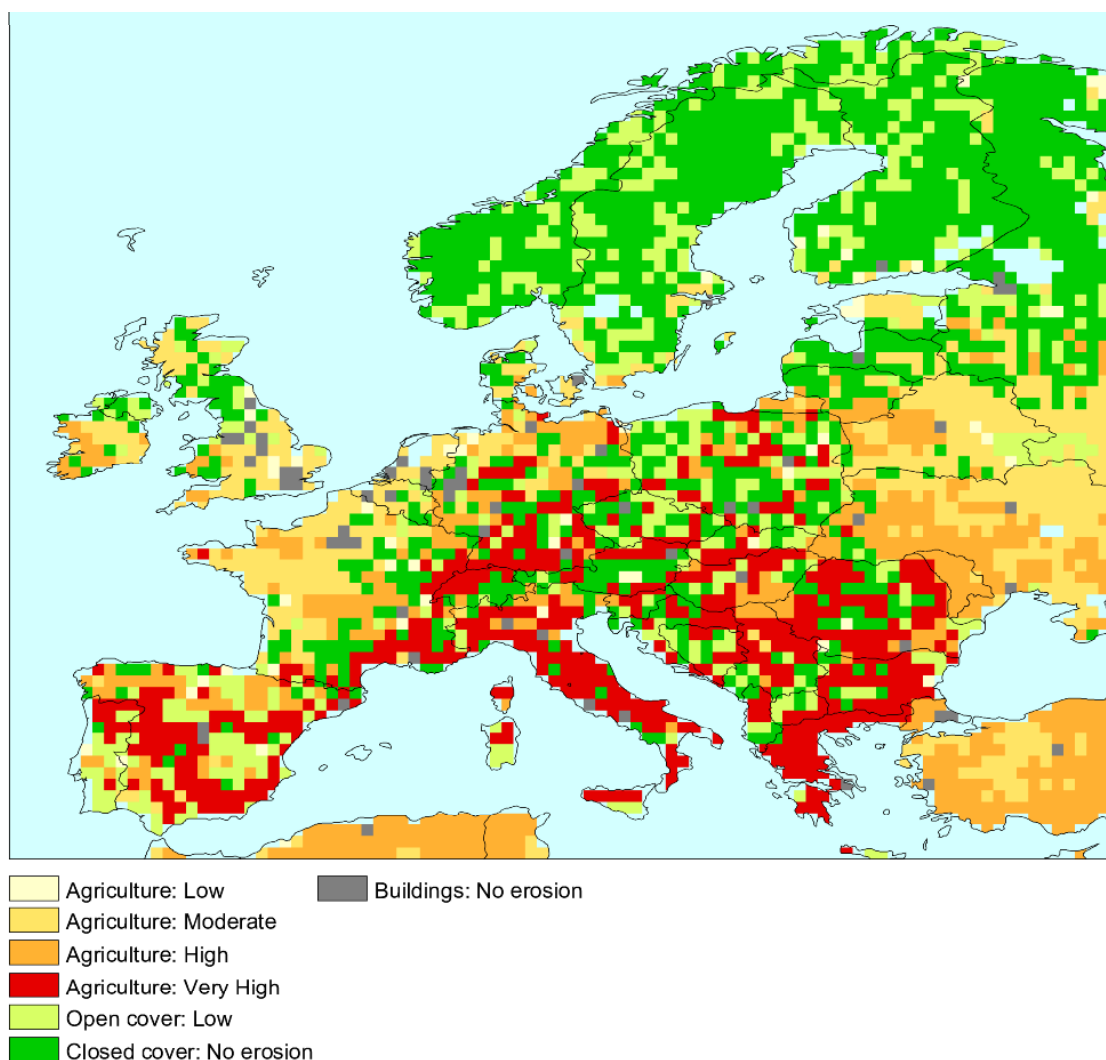 Agriculture: Low
Buildings: No erosion
Agriculture: Moderate
Agriculture: High
Agriculture: Very High
Open cover: Low
Closed cover: No erosion